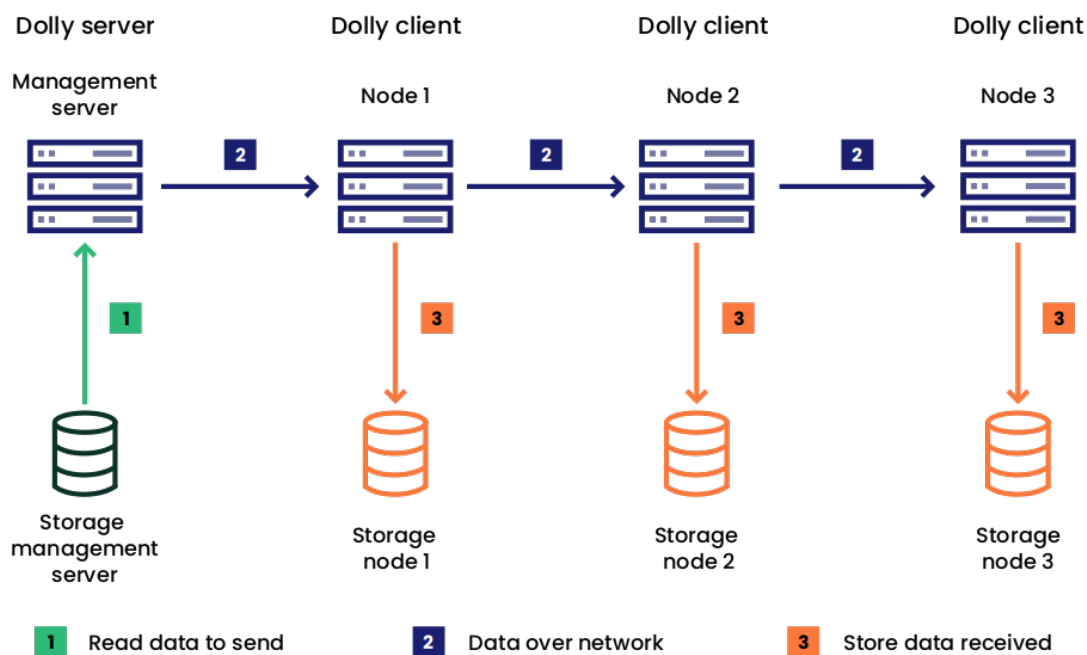 Dolly server
Dolly client
Dolly client
Dolly client
Management
server
Node 1
Node 2
Node 3
2
2
2
1
3
3
3
Storage
management
server
Storage
node 1
Storage
node 2
Storage
node 3
1 Read data to send
2 Data over network
3 Store data received